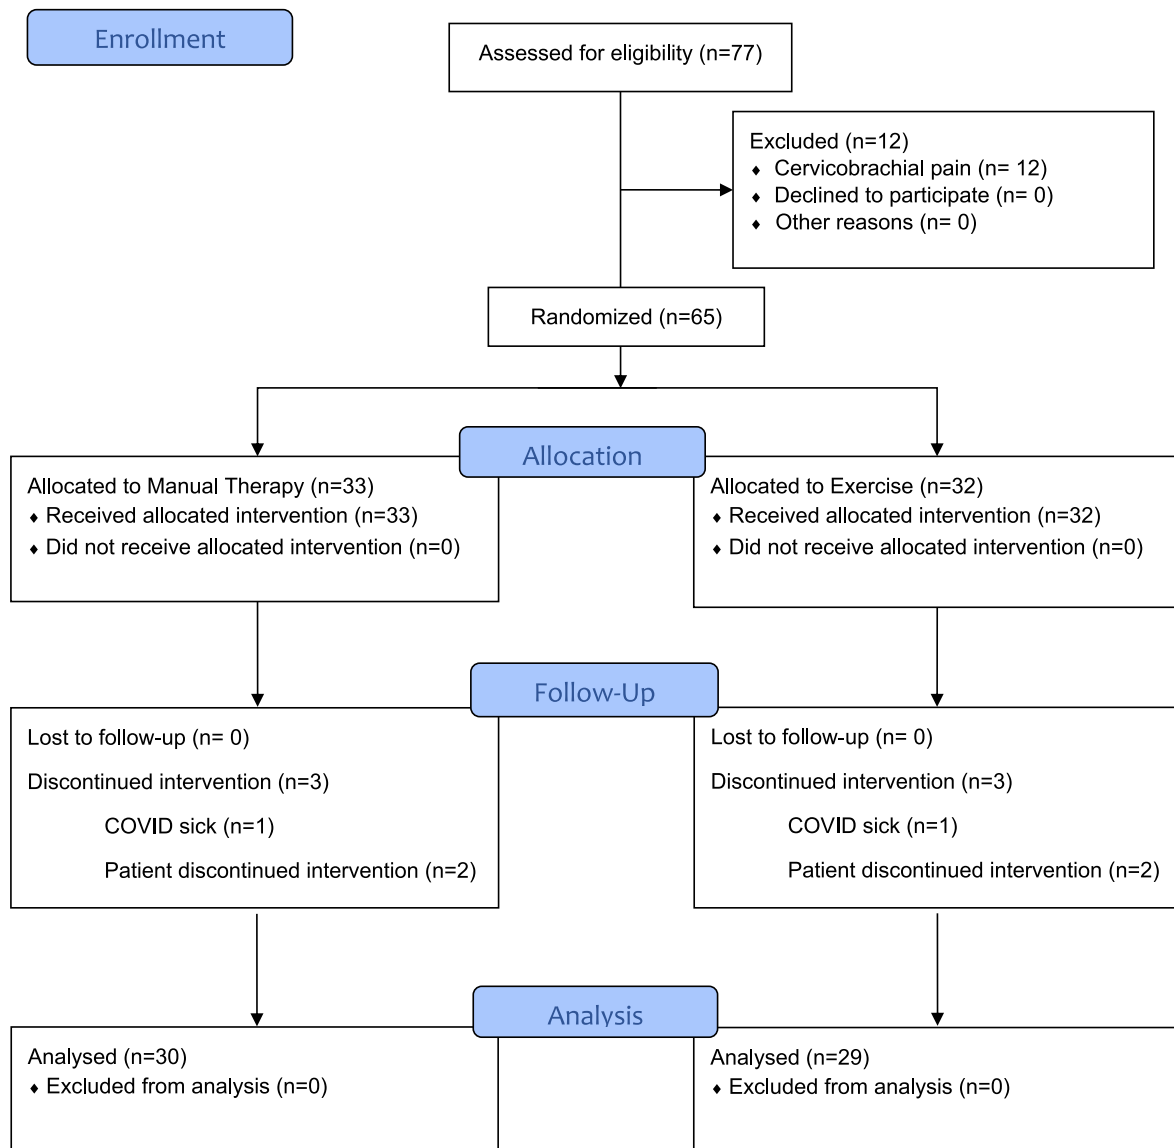 Enrollment
Assessed for eligibility (n=77)
Excluded (n=12)
♦ Cervicobrachial pain (n= 12)
♦ Declined to participate (n= 0)
♦ Other reasons (n= 0)
Randomized (n=65)
Allocation
Allocated to Manual Therapy (n=33)
♦ Received allocated intervention (n=33)
♦ Did not receive allocated intervention (n=0)
Allocated to Exercise (n=32)
♦ Received allocated intervention (n=32)
♦ Did not receive allocated intervention (n=0)
Follow-Up
Lost to follow-up (n= 0)
Discontinued intervention (n=3)
COVID sick (n=1)
Patient discontinued intervention (n=2)
Lost to follow-up (n= 0)
Discontinued intervention (n=3)
COVID sick (n=1)
Patient discontinued intervention (n=2)
Analysis
Analysed (n=30)
♦ Excluded from analysis (n=0)
Analysed (n=29)
♦ Excluded from analysis (n=0)